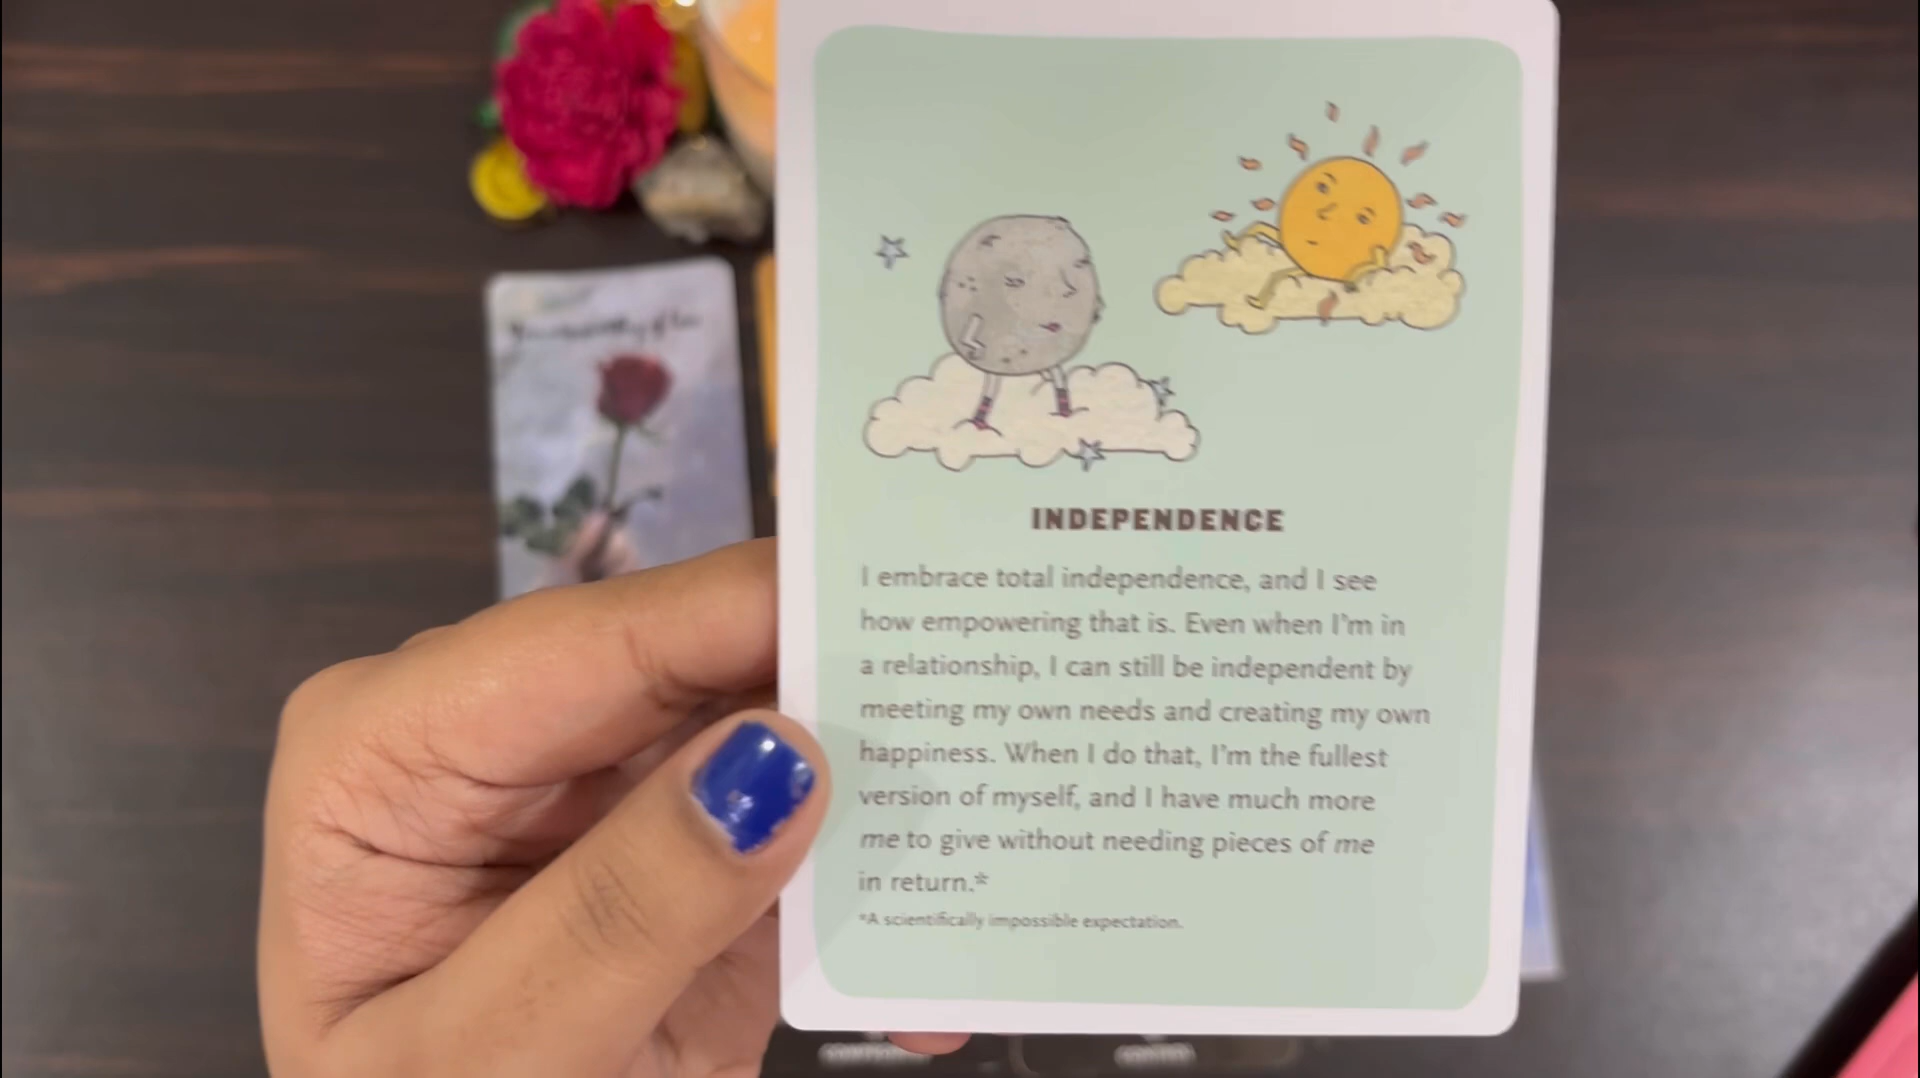 INDEPENDENCE
I embrace total independence, and I see
how empowering that is. Even when I'm in
a relationship, I can still be independent by
meeting my own needs and creating my own
happiness. When I do that, I'm the fullest
version of myself, and I have much more
me to give without needing pieces of me
in return.*
*A scientifically impossible expectation.